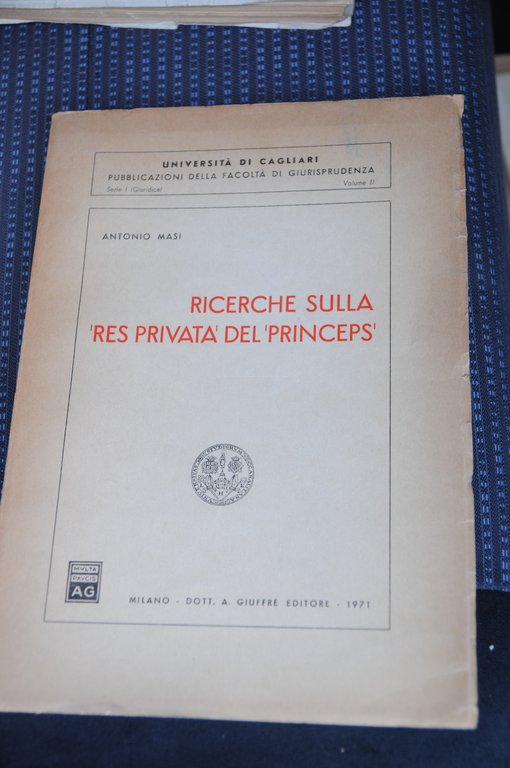 UNIVERSITÀ DI CAGLIARI
PUBBLICAZIONI DELLA FACOLTÀ DI GIURISPRUDENZA
Serie I (Giuridica) Volume 11
ANTONIO MASI
RICERCHE SULLA
'RES PRIVATA' DEL 'PRINCEPS'
MVLTA
PAVCIS
AG
MILANO - DOTT. A. GIUFFRÈ EDITORE - 1971